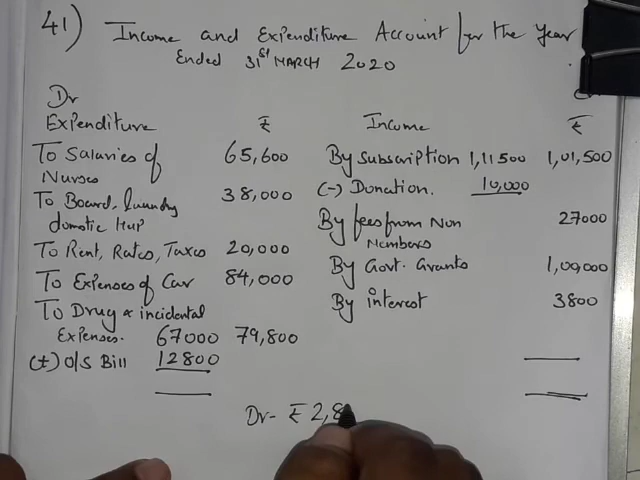 41) Income and Expenditure Account for the Year
Ended 31st MARCH 2020
Dr
Expenditure ₹ Income ₹
To Salaries of 65,600 By Subscription 1,11500 1,01,500
Nurses (-) Donation. 10,000
To Board, laundry 38,000 By fees from Non 27000
domotic Hup Members
To Rent, Rates, Taxes 20,000 By Govt. Grants 1,00,000
To Expenses of Car 84,000 By interest 3800
To Drug & incidental
Expenses. 67000 79,800
(+) O/S Bill 12800
Dr- ₹ 2,8